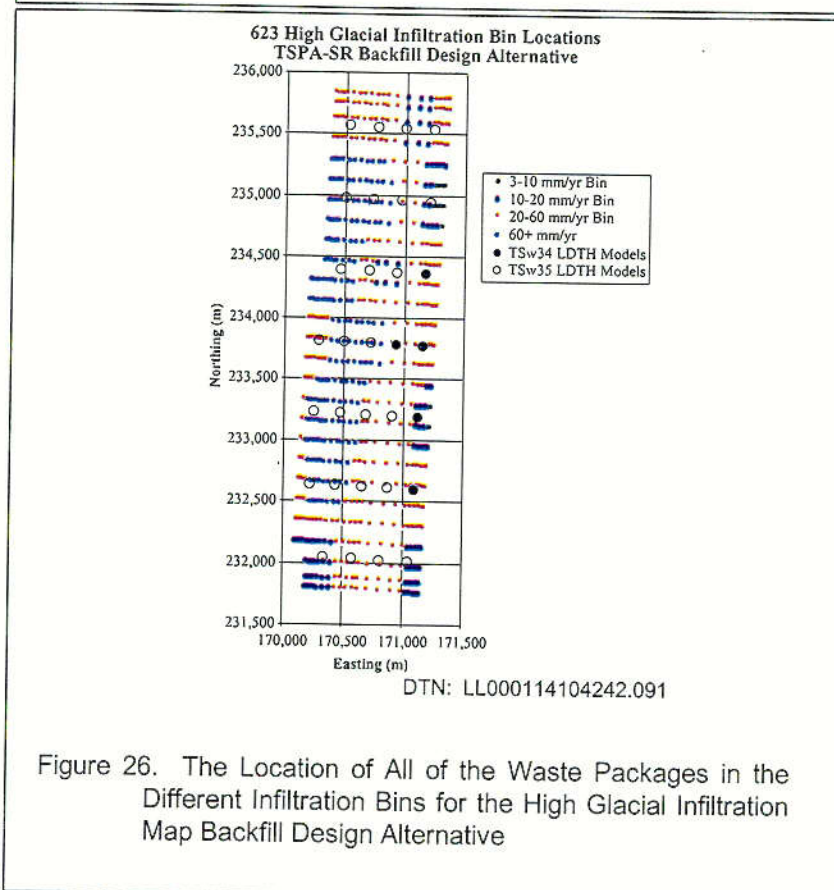 623 High Glacial Infiltration Bin Locations
TSPA-SR Backfill Design Alternative
236,000
235,500
235,000
234,500
234,000
233,500
233,000
232,500
232,000
231,500
Northing (m)
170,000 170,500 171,000 171,500
Easting (m)
3-10 mm/yr Bin
10-20 mm/yr Bin
20-60 mm/yr Bin
60+ mm/yr
TSw34 LDTH Models
TSw35 LDTH Models
DTN: LL000114104242.091
Figure 26. The Location of All of the Waste Packages in the
Different Infiltration Bins for the High Glacial Infiltration
Map Backfill Design Alternative